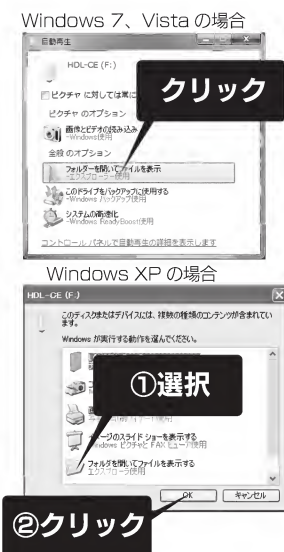 Windows 7、Vista の場合
自動再生
HDL-CE (F:)
クリック
ピクチャ に対しては常に
ピクチャ のオプション
画像とビデオの読み込み
-Windows使用
全般 のオプション
フォルダーを開いてファイルを表示
-エクスプローラー使用
このドライブをバックアップに使用する
-Windows バックアップ使用
システムの高速化
-Windows ReadyBoost使用
コントロール パネルで自動再生の詳細を表示します
Windows XP の場合
HDL-CE (F:)
このディスクまたはデバイスには、複数の種類のコンテンツが含まれています。
Windows が実行する動作を選んでください。
①選択
ージのスライド ショーを表示する
Windows ピクチャと FAX ビューア使用
フォルダを開いてファイルを表示する
エクスプローラ使用
OK
キャンセル
②クリック